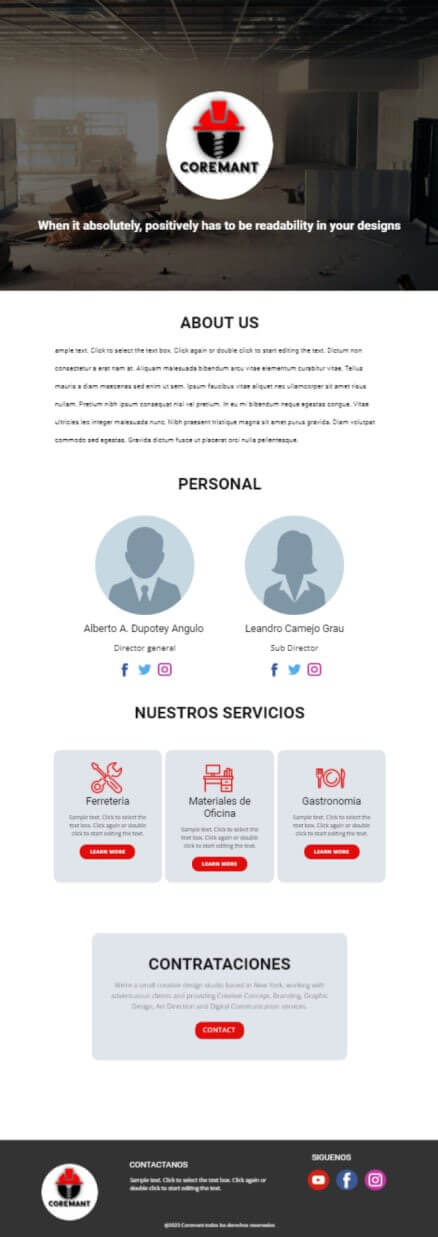 COREMANT
When it absolutely, positively has to be readability in your designs
ABOUT US
ample text. Click to select the text box. Click again or double click to start editing the text. Dictum non
consectetur a erat nam at. Aliquam malesuada bibendum arcu vitae elementum curabitur vitae. Tellus
mauris a diam maecenas sed enim ut sem. Ipsum faucibus vitae aliquet nec ullamcorper sit amet risus
nullam. Pretium nibh ipsum consequat nisl vel pretium. In eu mi bibendum neque egestas congue. Vitae
ultricies leo integer malesuada nunc. Nibh praesent tristique magna sit amet purus gravida. Diam volutpat
commodo sed egestas. Gravida dictum fusce ut placerat orci nulla pellentesque.
PERSONAL
Alberto A. Dupotey Angulo
Director general
Leandro Camejo Grau
Sub Director
NUESTROS SERVICIOS
Ferreteria
Sample text. Click to select the
text box. Click again or double
click to start editing the text.
LEARN MORE
Materiales de
Oficina
Sample text. Click to select the
text box. Click again or double
click to start editing the text.
LEARN MORE
Gastronomia
Sample text. Click to select the
text box. Click again or double
click to start editing the text.
LEARN MORE
CONTRATACIONES
We're a small creative design studio based in New York, working with
adventurous clients and providing Creative Concept, Branding, Graphic
Design, Art Direction and Digital Communication services.
CONTACT
COREMANT
CONTACTANOS
Sample text. Click to select the text box. Click again or
double click to start editing the text.
SIGUENOS
©2023 Coremant todos los derechos reservados